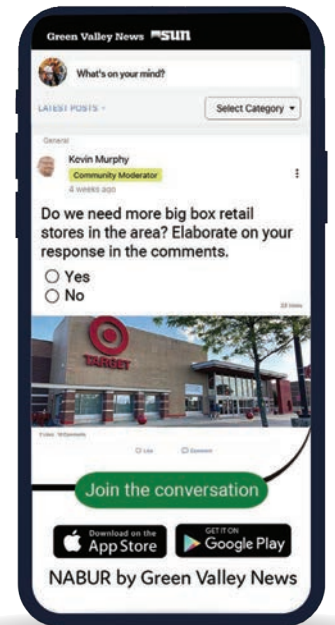 Green Valley News sun
What's on your mind?
LATEST POSTS
Select Category
General
Kevin Murphy
Community Moderator
4 weeks ago
Do we need more big box retail
stores in the area? Elaborate on your
response in the comments.
Yes
No
TARGET
Like Comment
Join the conversation
Download on the
App Store
GET IT ON
Google Play
NABUR by Green Valley News